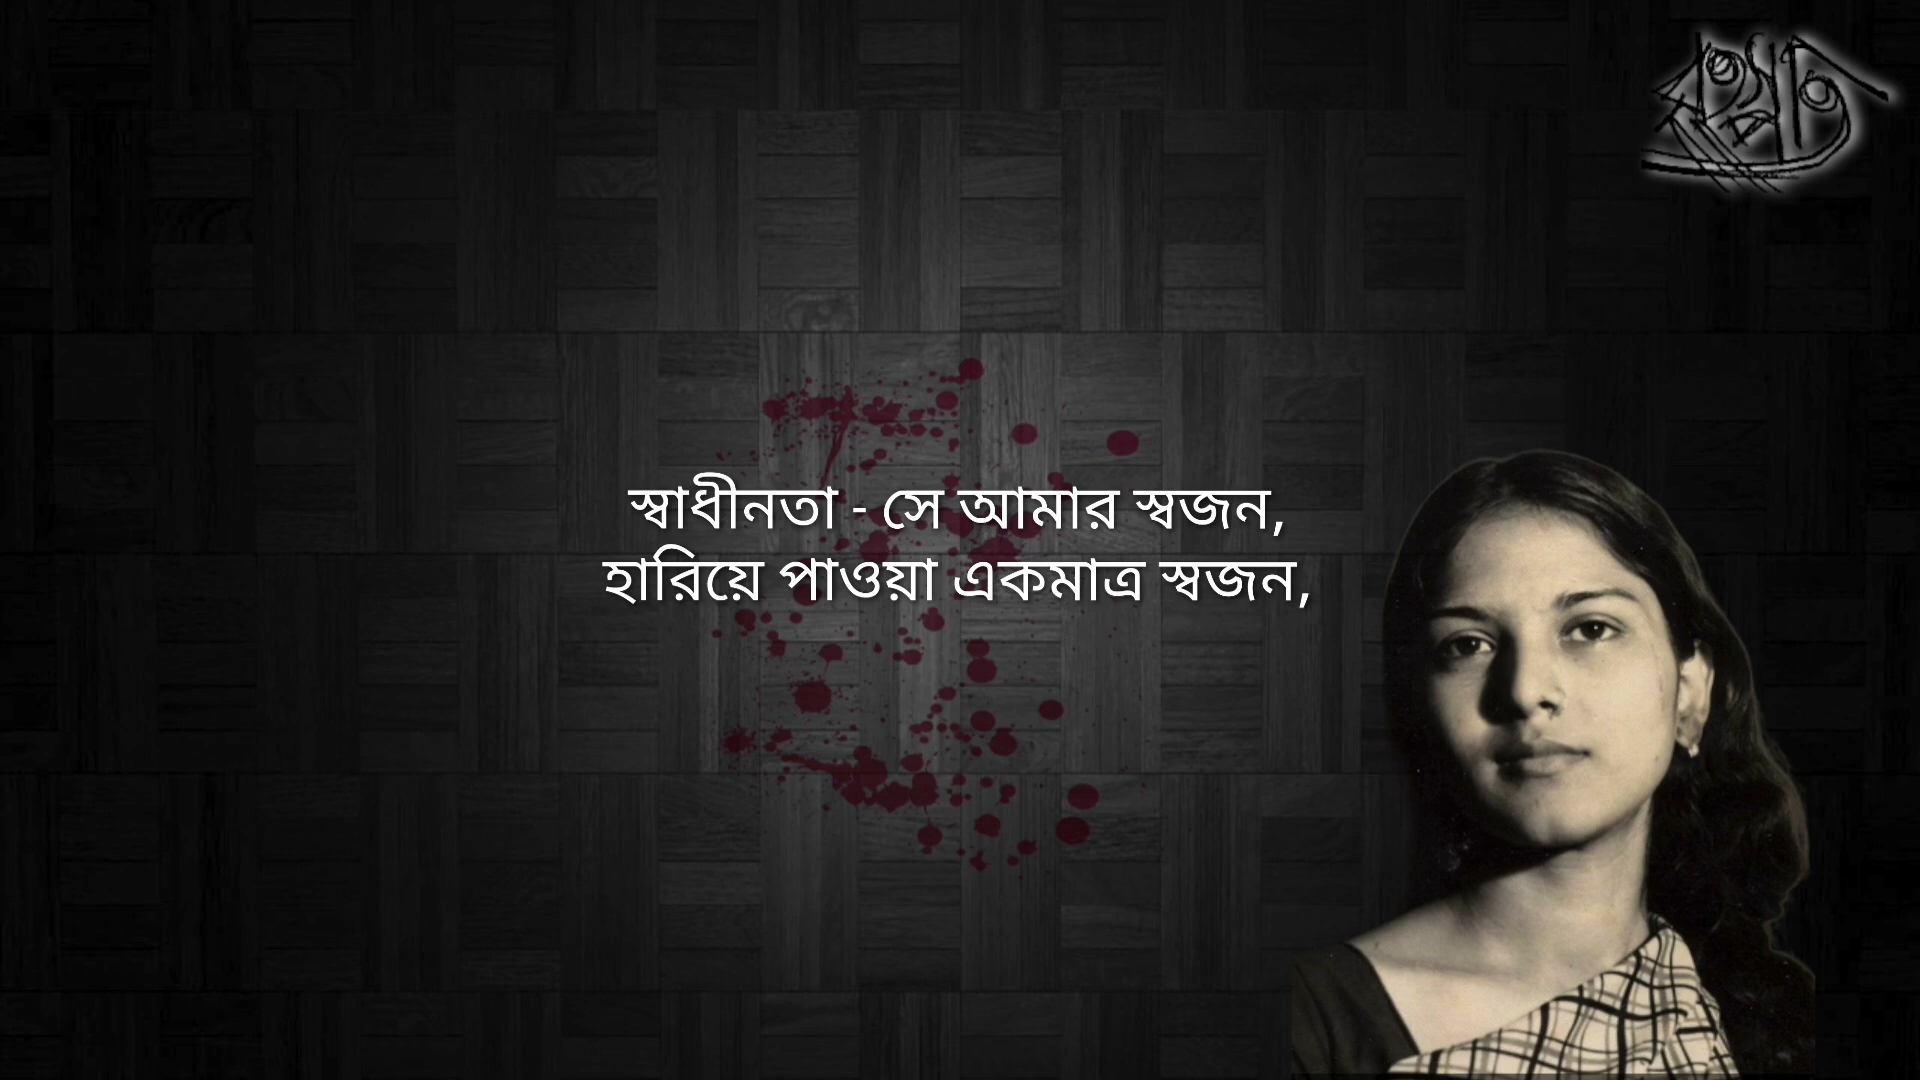 স্বাধীনতা - সে আমার স্বজন,
হারিয়ে পাওয়া একমাত্র স্বজন,